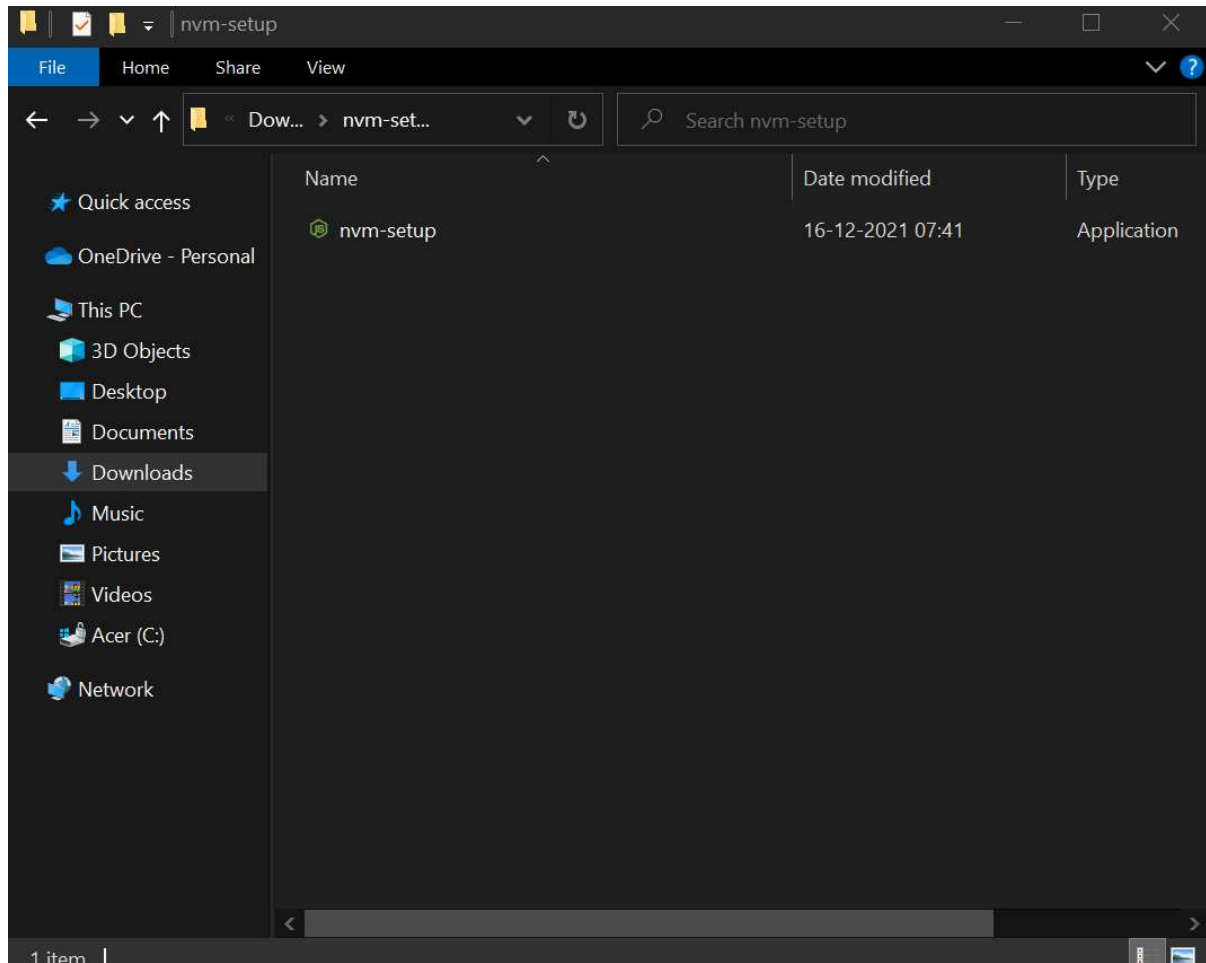 nvm-setup
File Home Share View
« Dow... > nvm-set... Search nvm-setup
Name Date modified Type
Quick access
nvm-setup 16-12-2021 07:41 Application
OneDrive - Personal
This PC
3D Objects
Desktop
Documents
Downloads
Music
Pictures
Videos
Acer (C:)
Network
1 item